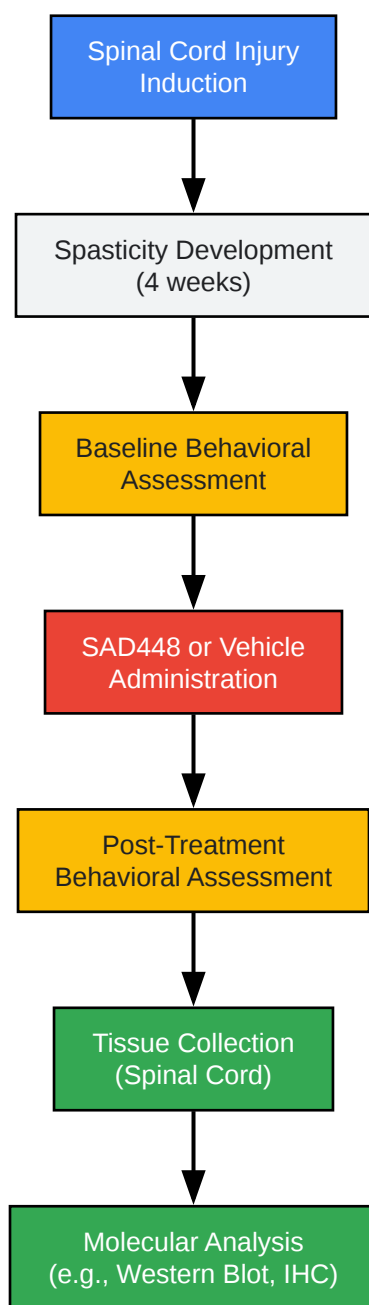 Spinal Cord Injury
Induction
Spasticity Development
(4 weeks)
Baseline Behavioral
Assessment
SAD448 or Vehicle
Administration
Post-Treatment
Behavioral Assessment
Tissue Collection
(Spinal Cord)
Molecular Analysis
(e.g., Western Blot, IHC)